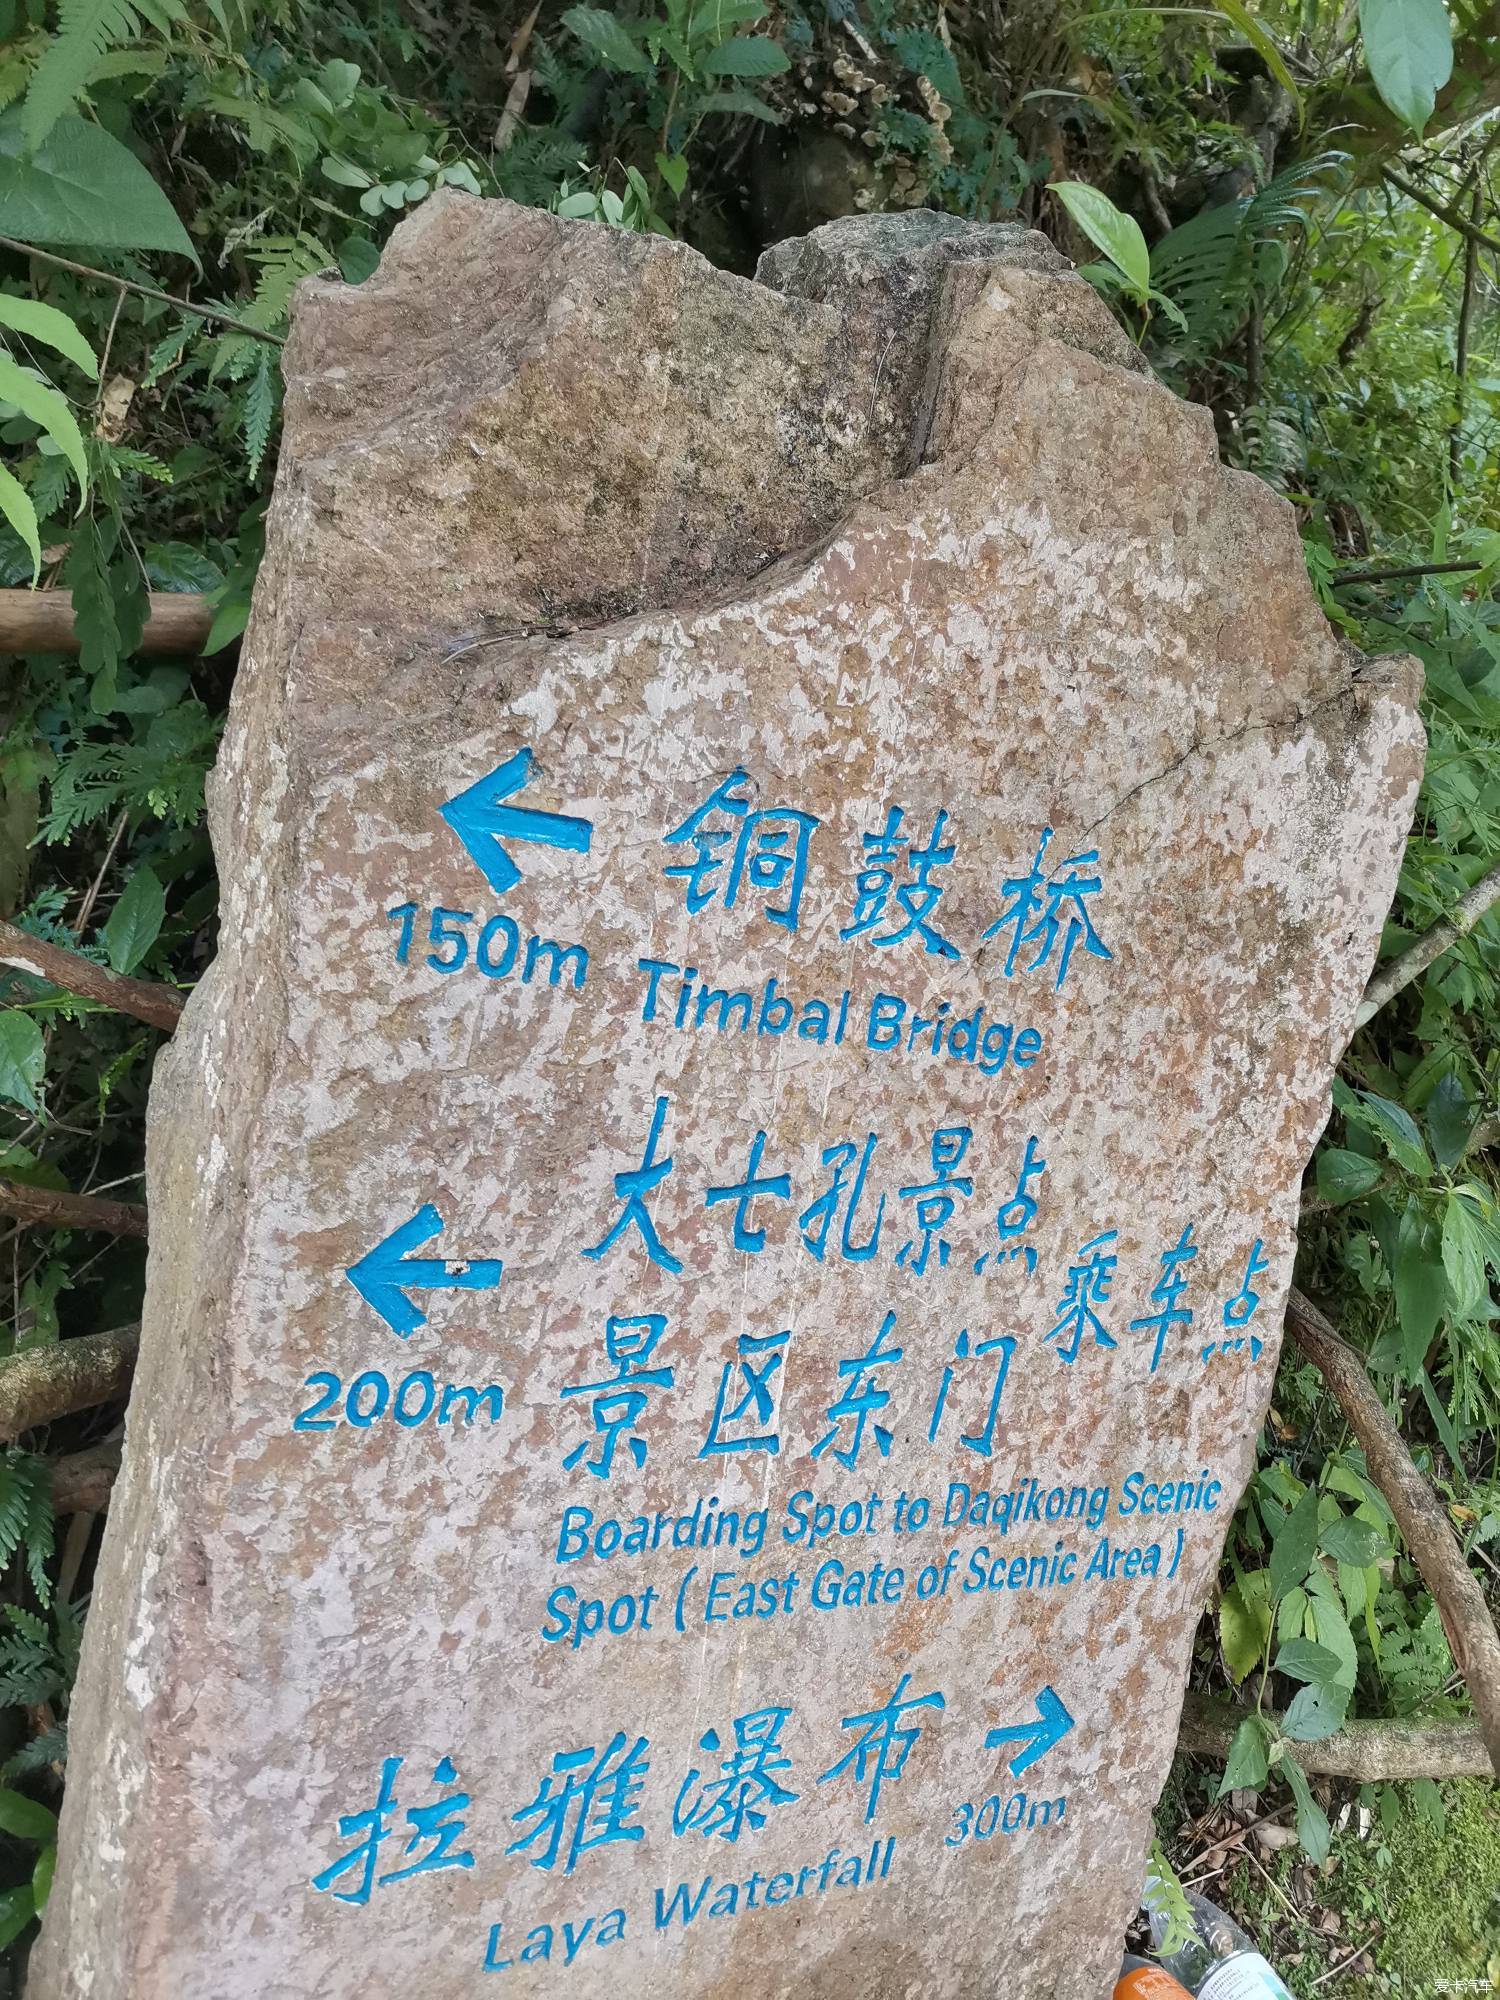 铜鼓桥
150m
Timbal Bridge
大七孔景点
乘车点
景区东门
200m
Boarding Spot to Daqikong Scenic
Spot (East Gate of Scenic Area)
拉雅瀑布
300m
Laya Waterfall
爱卡汽车